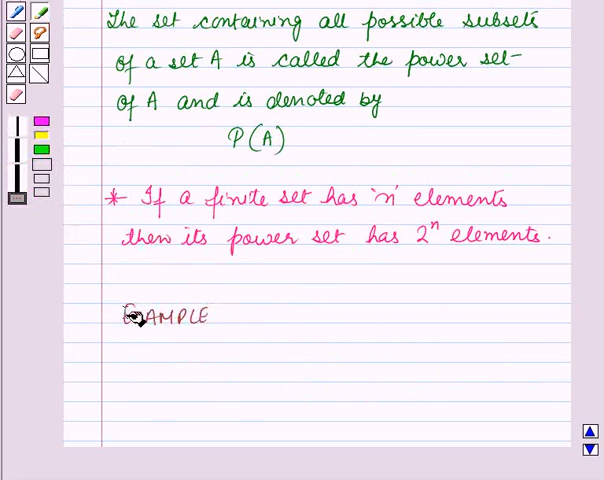 The set containing all possible subsets
of a set A is called the power set
of A and is denoted by
P(A)
* If a finite set has 'n' elements
then its power set has 2ⁿ elements.
EXAMPLE